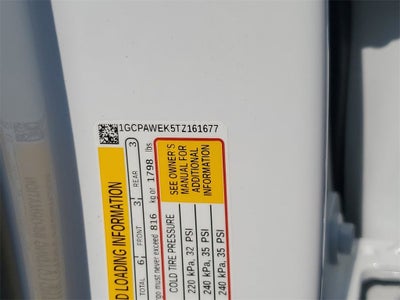 1GCPAWEK5TZ161677
D LOADING INFORMATION
TOTAL 6 FRONT 3 REAR 3
go must never exceed 816 kg or 1798 lbs.
COLD TIRE PRESSURE
220 kPa, 32 PSI
240 kPa, 35 PSI
240 kPa, 35 PSI
SEE OWNER'S
MANUAL FOR
ADDITIONAL
INFORMATION